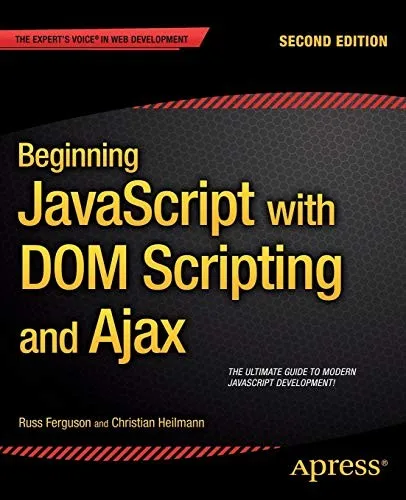 THE EXPERT'S VOICE® IN WEB DEVELOPMENT
SECOND EDITION
Beginning
JavaScript with
DOM Scripting
and Ajax
THE ULTIMATE GUIDE TO MODERN
JAVASCRIPT DEVELOPMENT!
Russ Ferguson and Christian Heilmann
Apress®